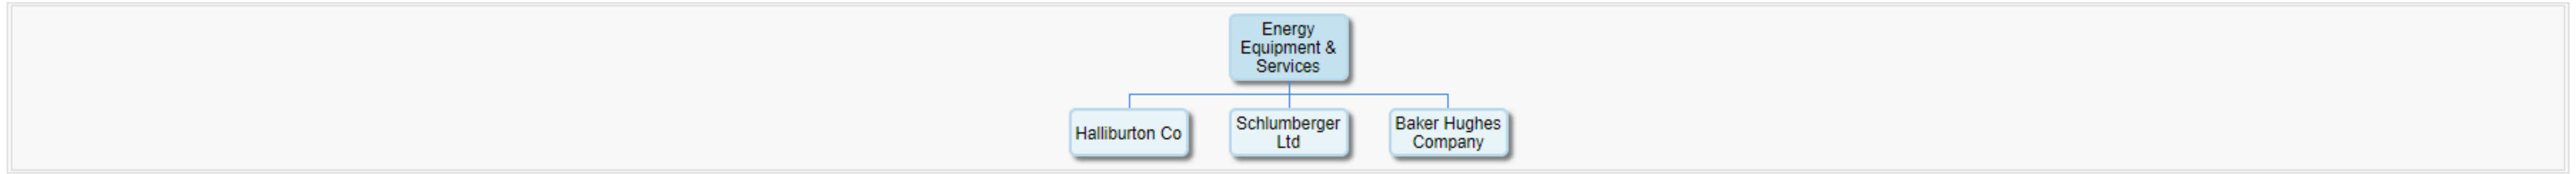 Energy
Equipment &
Services
Halliburton Co
Schlumberger
Ltd
Baker Hughes
Company